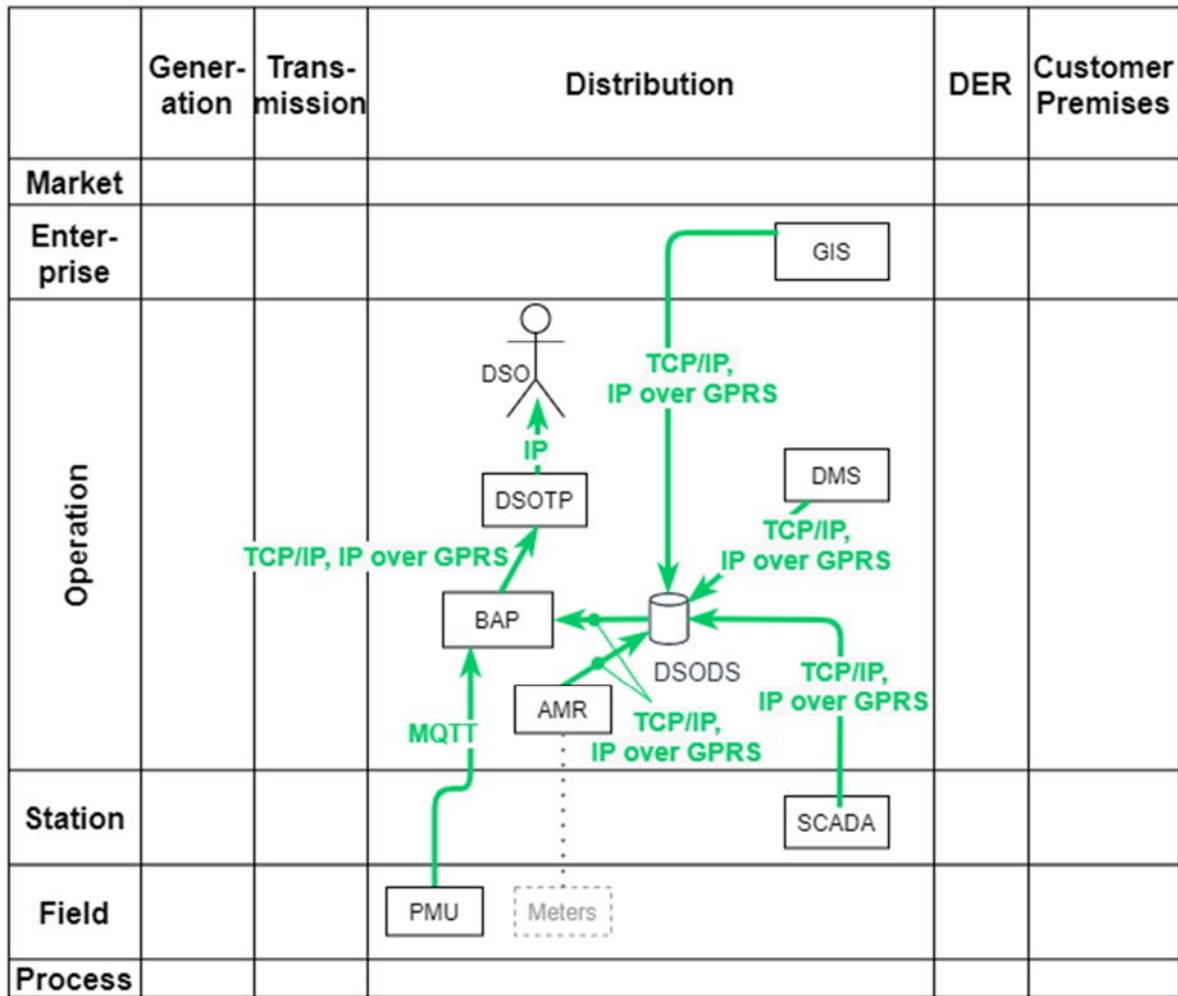 Gener-
ation
Trans-
mission
Distribution
DER
Customer
Premises
Market
Enter-
prise
GIS
Operation
DSO
TCP/IP,
IP over GPRS
IP
DSOTP
DMS
TCP/IP, IP over GPRS
TCP/IP,
IP over GPRS
BAP
DSODS
AMR
TCP/IP,
IP over GPRS
TCP/IP,
IP over GPRS
MQTT
Station
SCADA
Field
PMU
Meters
Process